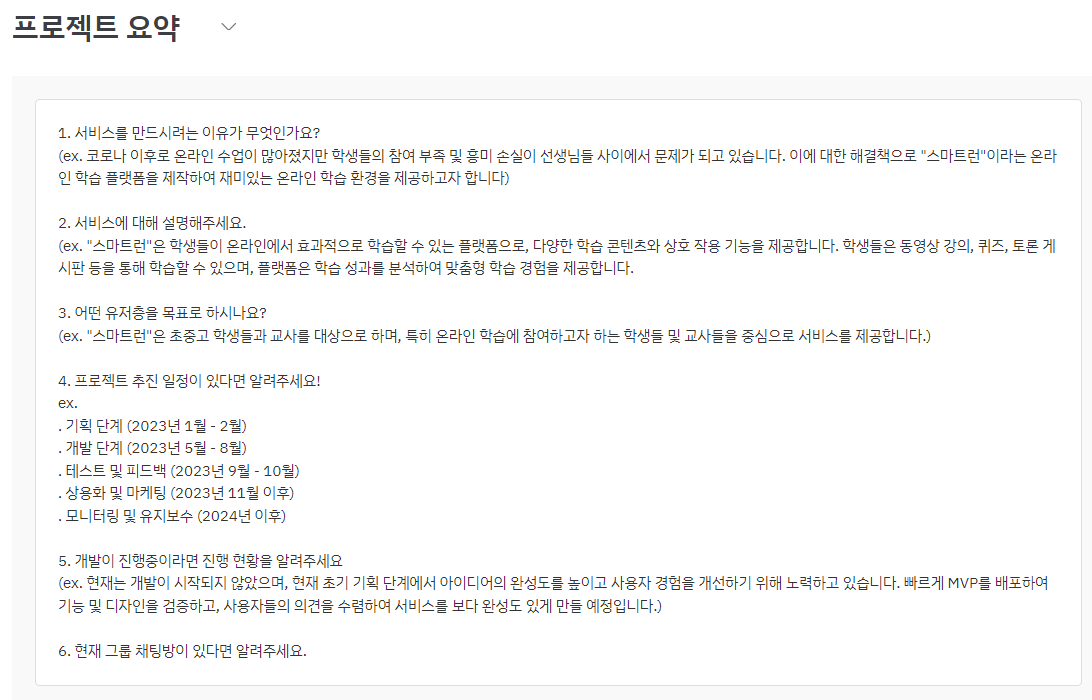 프로젝트 요약
1. 서비스를 만드시려는 이유가 무엇인가요?
(ex. 코로나 이후로 온라인 수업이 많아졌지만 학생들의 참여 부족 및 흥미 손실이 선생님들 사이에서 문제가 되고 있습니다. 이에 대한 해결책으로 "스마트런"이라는 온라
인 학습 플랫폼을 제작하여 재미있는 온라인 학습 환경을 제공하고자 합니다)
2. 서비스에 대해 설명해주세요.
(ex. "스마트런"은 학생들이 온라인에서 효과적으로 학습할 수 있는 플랫폼으로, 다양한 학습 콘텐츠와 상호 작용 기능을 제공합니다. 학생들은 동영상 강의, 퀴즈, 토론 게
시판 등을 통해 학습할 수 있으며, 플랫폼은 학습 성과를 분석하여 맞춤형 학습 경험을 제공합니다.
3. 어떤 유저층을 목표로 하시나요?
(ex. "스마트런"은 초중고 학생들과 교사를 대상으로 하며, 특히 온라인 학습에 참여하고자 하는 학생들 및 교사들을 중심으로 서비스를 제공합니다.)
4. 프로젝트 추진 일정이 있다면 알려주세요!
ex.
. 기획 단계 (2023년 1월 - 2월)
. 개발 단계 (2023년 5월 - 8월)
. 테스트 및 피드백 (2023년 9월 - 10월)
. 상용화 및 마케팅 (2023년 11월 이후)
. 모니터링 및 유지보수 (2024년 이후)
5. 개발이 진행중이라면 진행 현황을 알려주세요
(ex. 현재는 개발이 시작되지 않았으며, 현재 초기 기획 단계에서 아이디어의 완성도를 높이고 사용자 경험을 개선하기 위해 노력하고 있습니다. 빠르게 MVP를 배포하여
기능 및 디자인을 검증하고, 사용자들의 의견을 수렴하여 서비스를 보다 완성도 있게 만들 예정입니다.)
6. 현재 그룹 채팅방이 있다면 알려주세요.